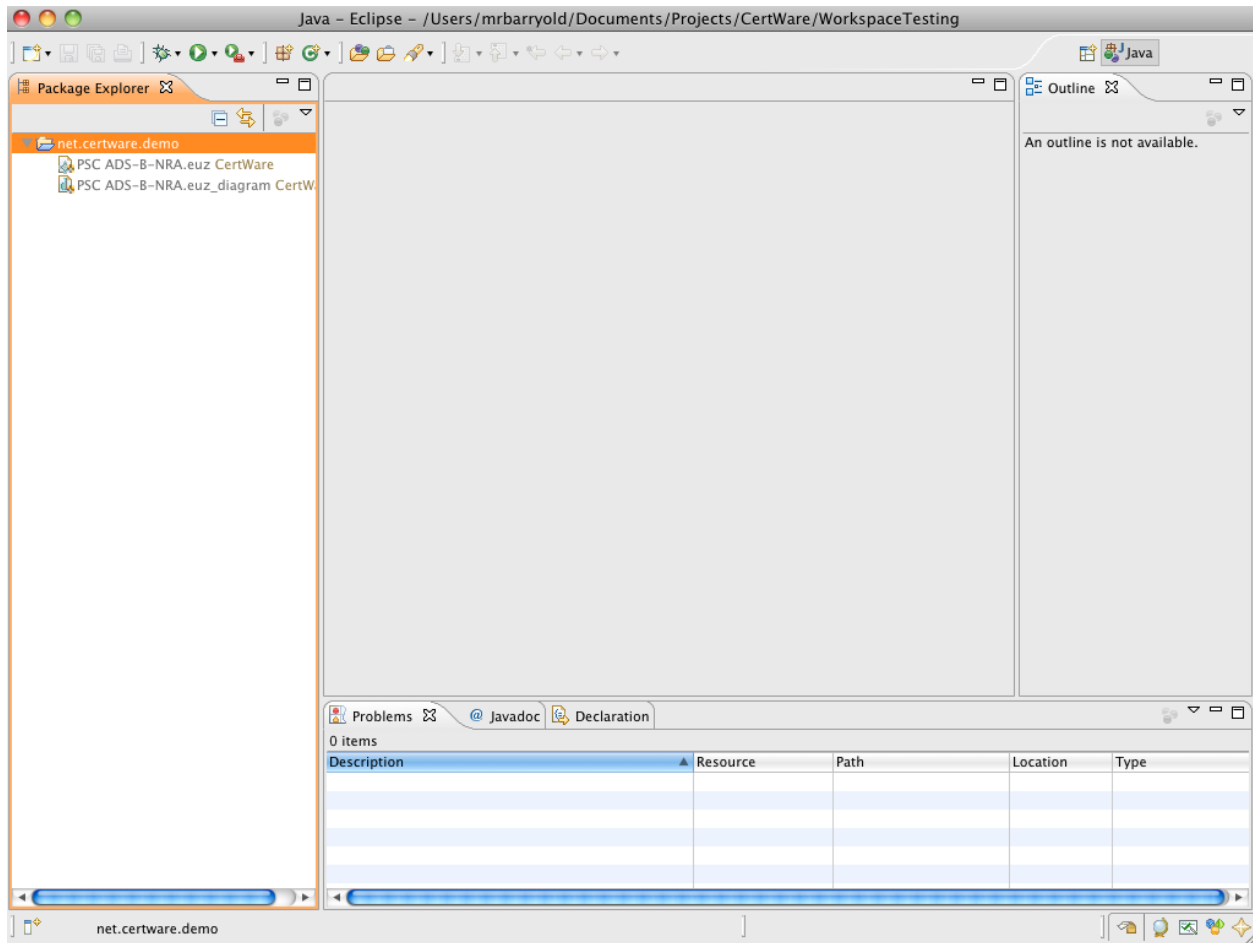 Java – Eclipse – /Users/mrbarryold/Documents/Projects/CertWare/WorkspaceTesting
Java
Package Explorer
Outline
net.certware.demo
PSC ADS-B-NRA.euz CertWare
PSC ADS-B-NRA.euz_diagram CertWa
An outline is not available.
Problems
@ Javadoc
Declaration
0 items
Description
Resource
Path
Location
Type
net.certware.demo